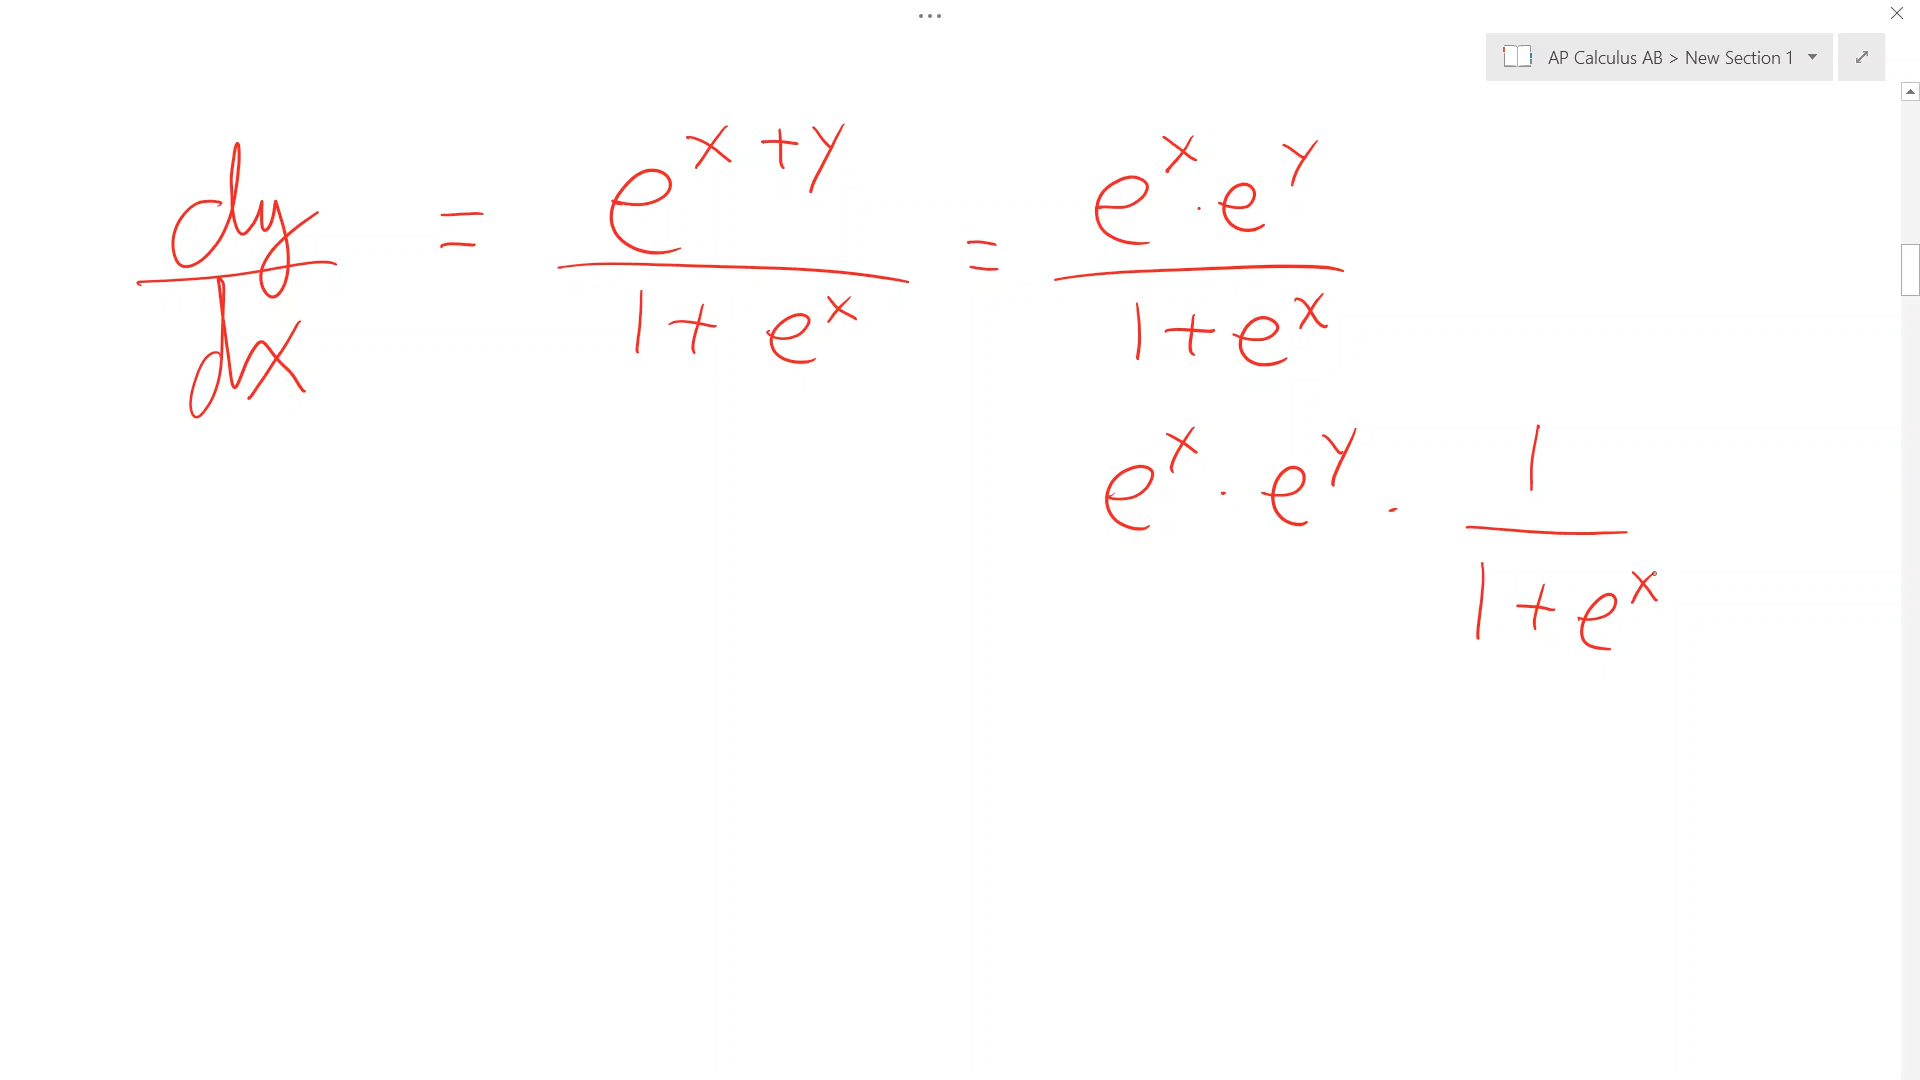 AP Calculus AB > New Section 1
dy/dx = e^(x+y)/(1 + e^x) = (e^x · e^y)/(1 + e^x)
e^x · e^y · 1/(1 + e^x)